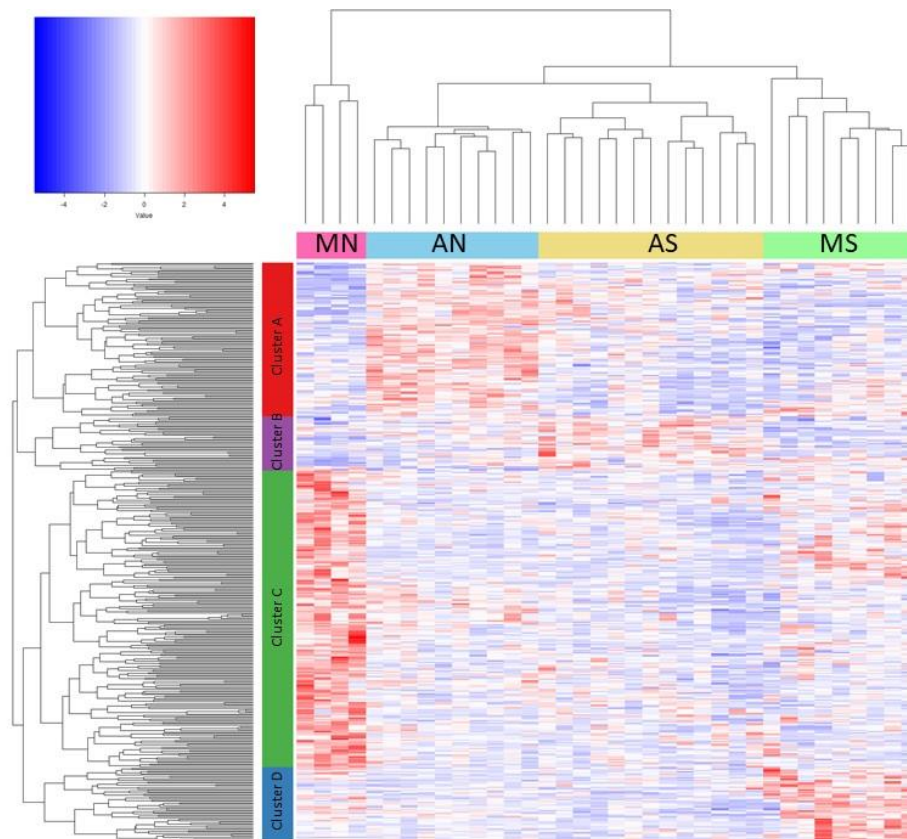 -4 -2 0 2 4
Value
MN AN AS MS
Cluster A
Cluster B
Cluster C
Cluster D